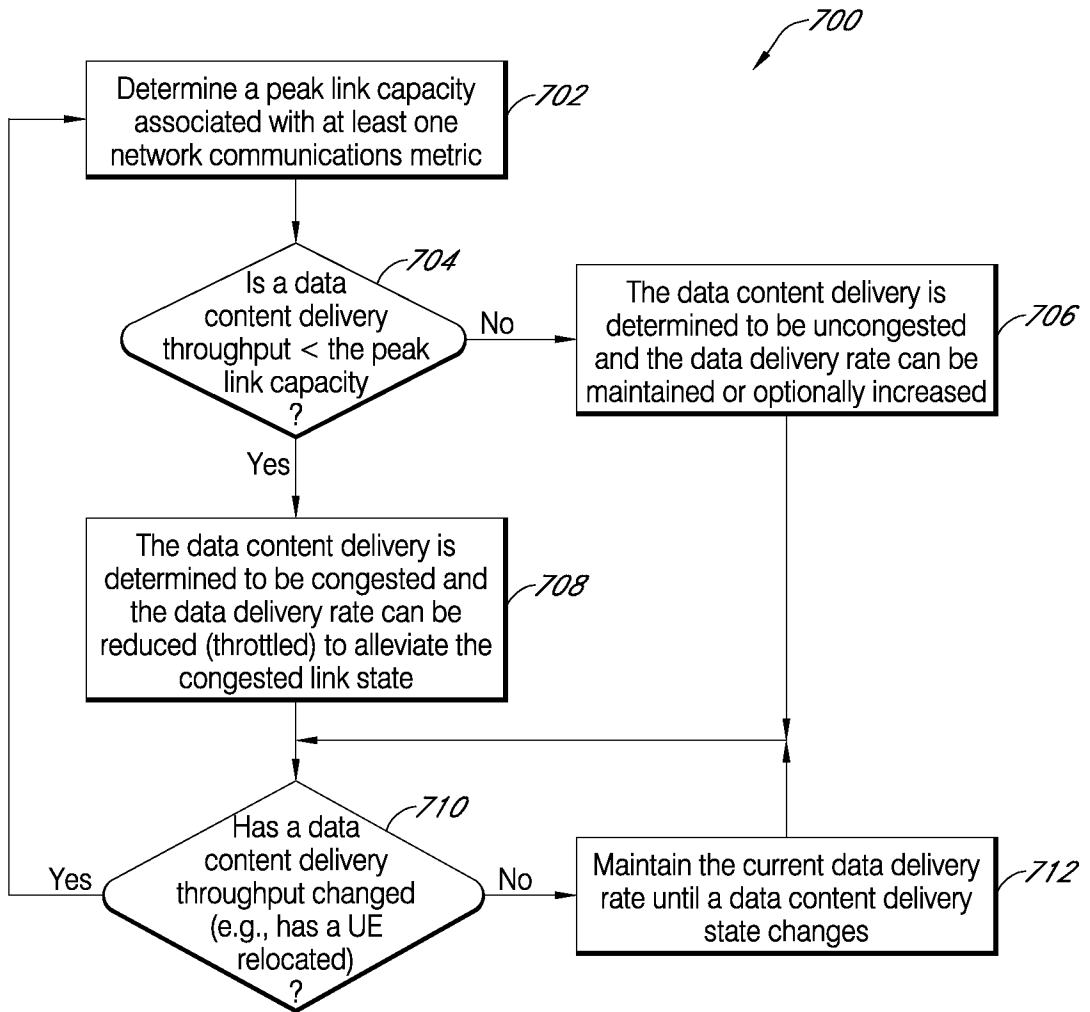 700
Determine a peak link capacity
associated with at least one
network communications metric
702
Is a data
content delivery
throughput < the peak
link capacity
?
704
No
Yes
The data content delivery is
determined to be uncongested
and the data delivery rate can be
maintained or optionally increased
706
The data content delivery is
determined to be congested and
the data delivery rate can be
reduced (throttled) to alleviate the
congested link state
708
Has a data
content delivery
throughput changed
(e.g., has a UE
relocated)
?
710
Yes
No
Maintain the current data delivery
rate until a data content delivery
state changes
712